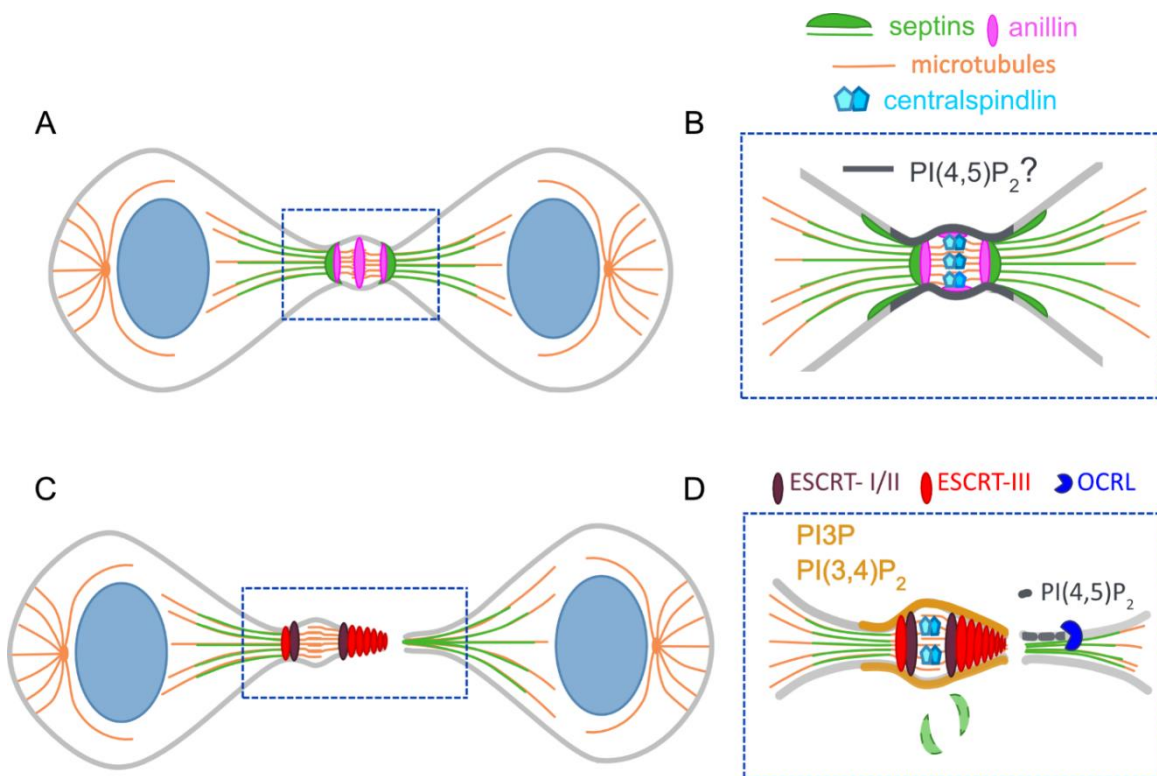 septins anillin
microtubules
centralspindlin
A
B
PI(4,5)P₂?
C
D
ESCRT- I/II ESCRT-III OCRL
PI3P
PI(3,4)P₂
PI(4,5)P₂